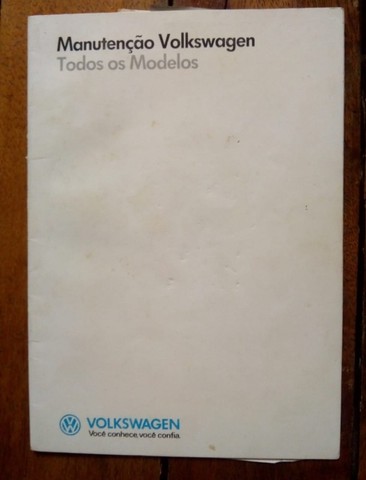 Manutenção Volkswagen
Todos os Modelos
VOLKSWAGEN
Você conhece, você confia.